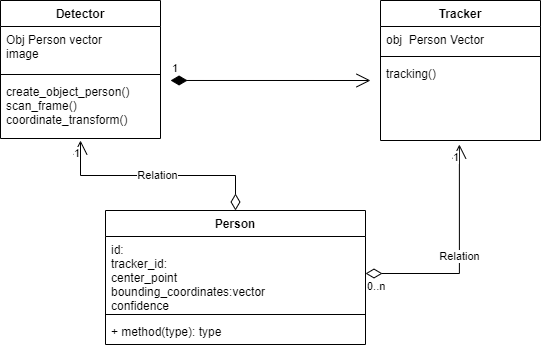 Detector
Obj Person vector
image
create_object_person()
scan_frame()
coordinate_transform()
1
Tracker
obj  Person Vector
tracking()
1
1
Relation
Person
id:
tracker_id:
center_point
bounding_coordinates:vector
confidence
+ method(type): type
Relation
0..n